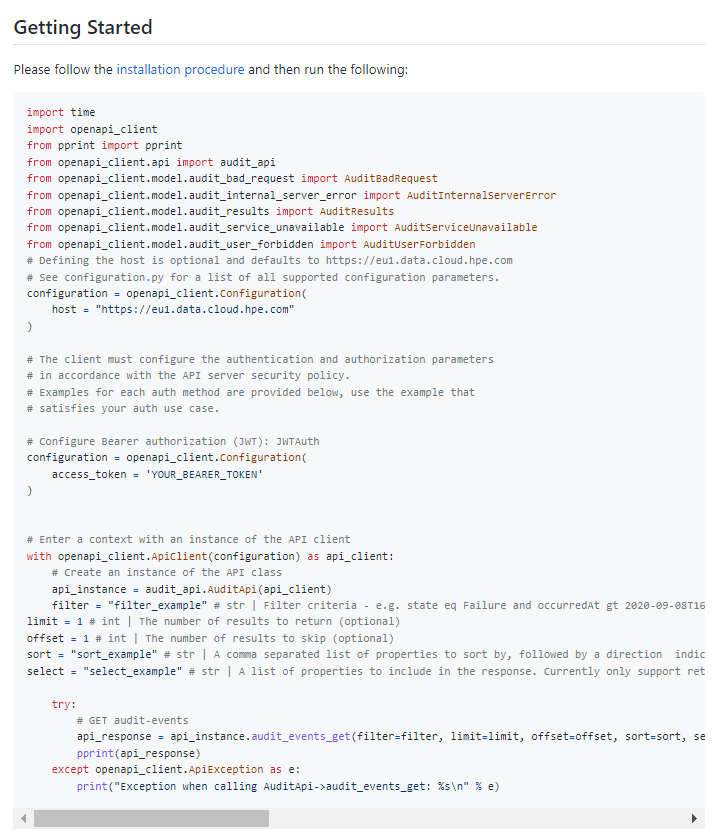 Getting Started
Please follow the installation procedure and then run the following:
import time
import openapi_client
from pprint import pprint
from openapi_client.api import audit_api
from openapi_client.model.audit_bad_request import AuditBadRequest
from openapi_client.model.audit_internal_server_error import AuditInternalServerError
from openapi_client.model.audit_results import AuditResults
from openapi_client.model.audit_service_unavailable import AuditServiceUnavailable
from openapi_client.model.audit_user_forbidden import AuditUserForbidden
# Defining the host is optional and defaults to https://eu1.data.cloud.hpe.com
# See configuration.py for a list of all supported configuration parameters.
configuration = openapi_client.Configuration(
    host = "https://eu1.data.cloud.hpe.com"
)

# The client must configure the authentication and authorization parameters
# in accordance with the API server security policy.
# Examples for each auth method are provided below, use the example that
# satisfies your auth use case.

# Configure Bearer authorization (JWT): JWTAuth
configuration = openapi_client.Configuration(
    access_token = 'YOUR_BEARER_TOKEN'
)

# Enter a context with an instance of the API client
with openapi_client.ApiClient(configuration) as api_client:
    # Create an instance of the API class
    api_instance = audit_api.AuditApi(api_client)
    filter = "filter_example" # str | Filter criteria - e.g. state eq Failure and occurredAt gt 2020-09-08T16
limit = 1 # int | The number of results to return (optional)
offset = 1 # int | The number of results to skip (optional)
sort = "sort_example" # str | A comma separated list of properties to sort by, followed by a direction  indic
select = "select_example" # str | A list of properties to include in the response. Currently only support ret

    try:
        # GET audit-events
        api_response = api_instance.audit_events_get(filter=filter, limit=limit, offset=offset, sort=sort, se
        pprint(api_response)
    except openapi_client.ApiException as e:
        print("Exception when calling AuditApi->audit_events_get: %s\n" % e)